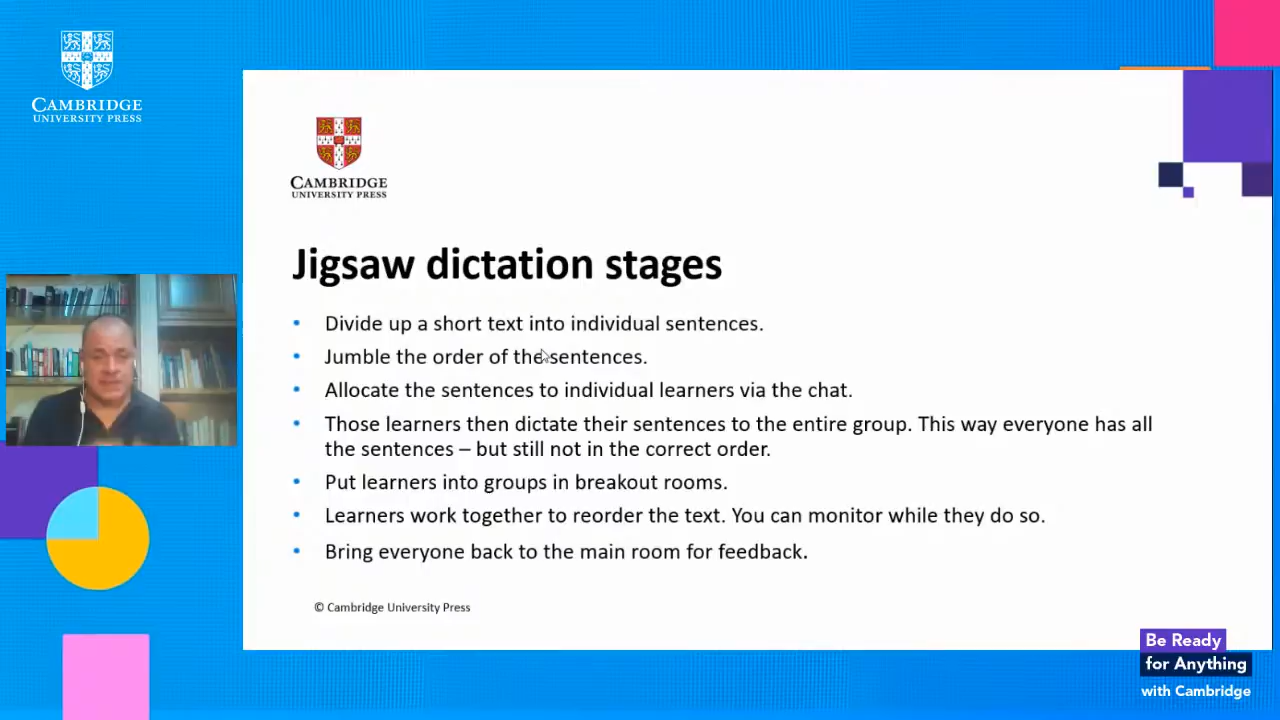 CAMBRIDGE
UNIVERSITY PRESS
CAMBRIDGE
UNIVERSITY PRESS
Jigsaw dictation stages
• Divide up a short text into individual sentences.
• Jumble the order of the sentences.
• Allocate the sentences to individual learners via the chat.
• Those learners then dictate their sentences to the entire group. This way everyone has all
the sentences – but still not in the correct order.
• Put learners into groups in breakout rooms.
• Learners work together to reorder the text. You can monitor while they do so.
• Bring everyone back to the main room for feedback.
© Cambridge University Press
Be Ready
for Anything
with Cambridge